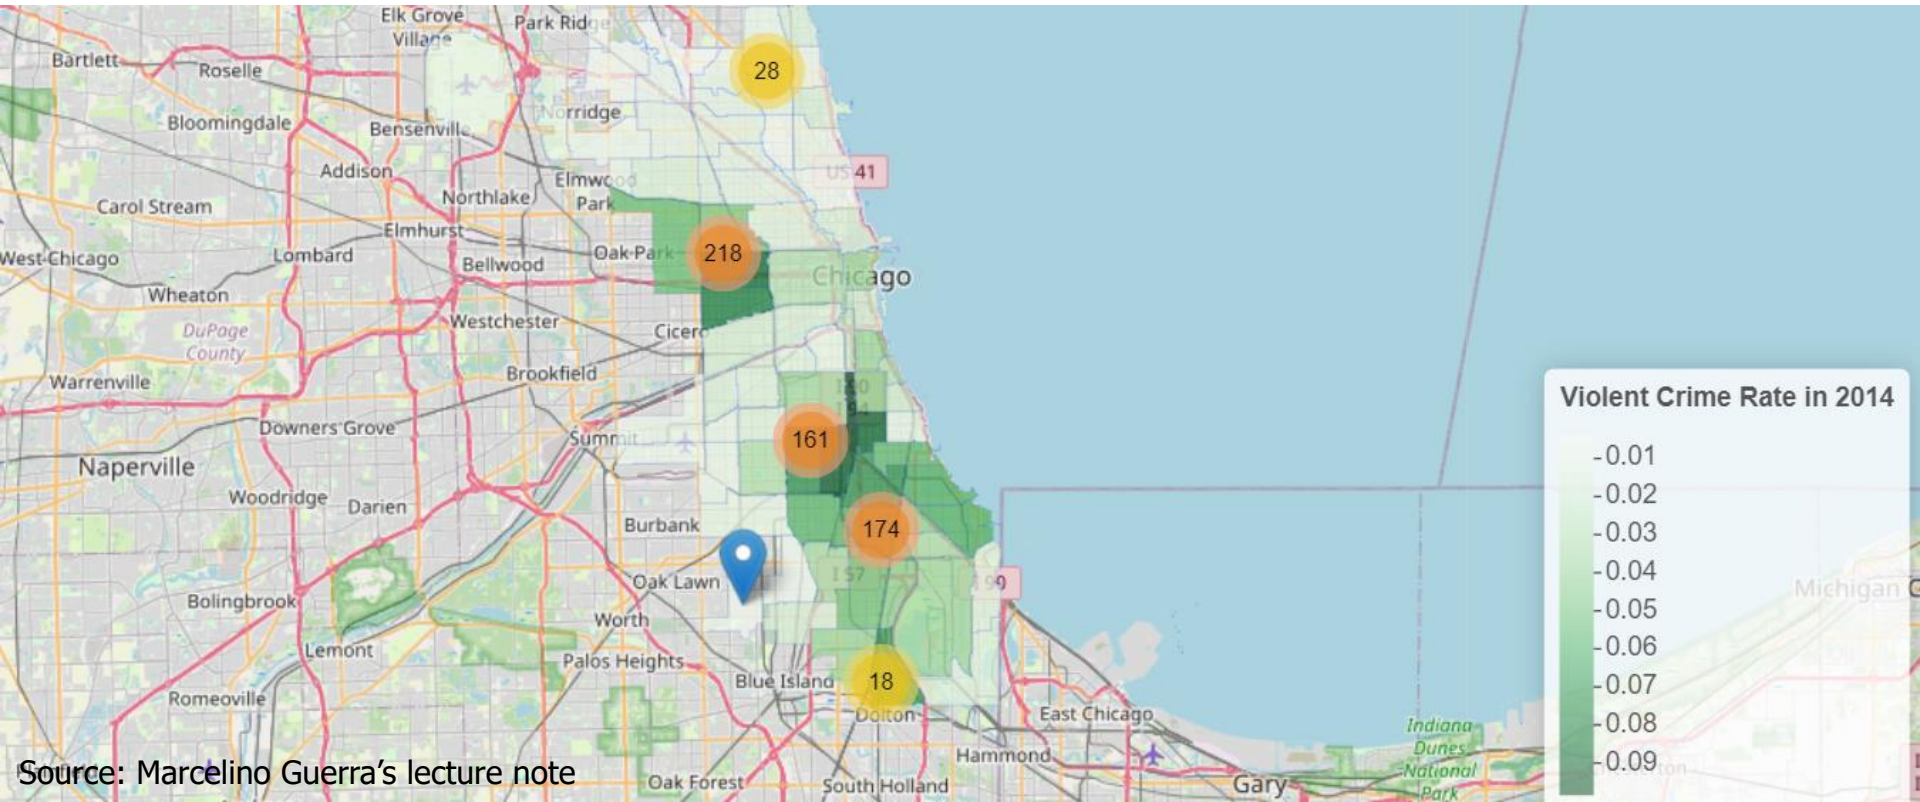 Elk Grove
Village
Park Ridge
28
Bartlett
Roselle
Norridge
Bloomingdale
Bensenville
Addison
US 41
Elmwood
Park
Northlake
Carol Stream
Elmhurst
218
Oak Park
West Chicago
Lombard
Bellwood
Chicago
Wheaton
Westchester
Cicero
DuPage
County
Brookfield
Warrenville
Violent Crime Rate in 2014
Downers Grove
Summit
161
Naperville
-0.01
Woodridge
Darien
-0.02
Burbank
174
-0.03
Oak Lawn
I 57
-0.04
Bolingbrook
Michigan
Worth
-0.05
Lemont
-0.06
Palos Heights
Blue Island
18
-0.07
Romeoville
Dolton
East Chicago
-0.08
Indiana
Dunes
National
Park
Hammond
-0.09
Source: Marcelino Guerra’s lecture note
Oak Forest
South Holland
Gary